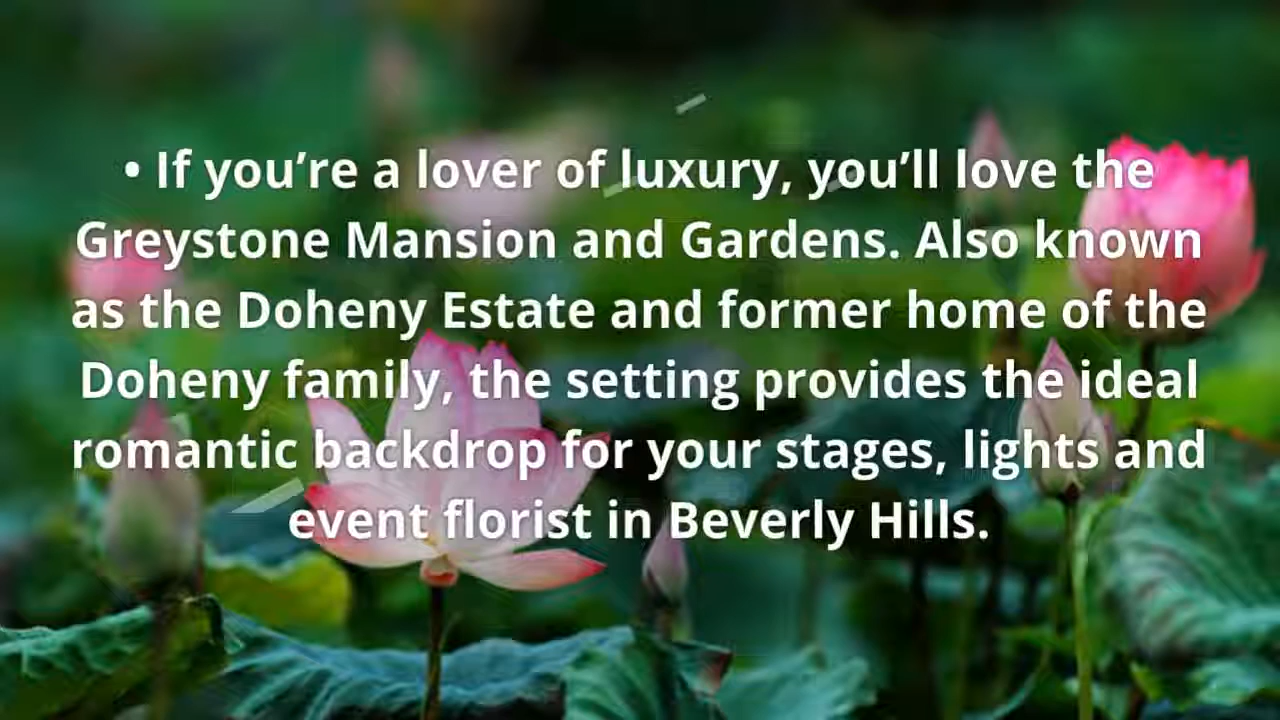 • If you’re a lover of luxury, you’ll love the
Greystone Mansion and Gardens. Also known
as the Doheny Estate and former home of the
Doheny family, the setting provides the ideal
romantic backdrop for your stages, lights and
event florist in Beverly Hills.